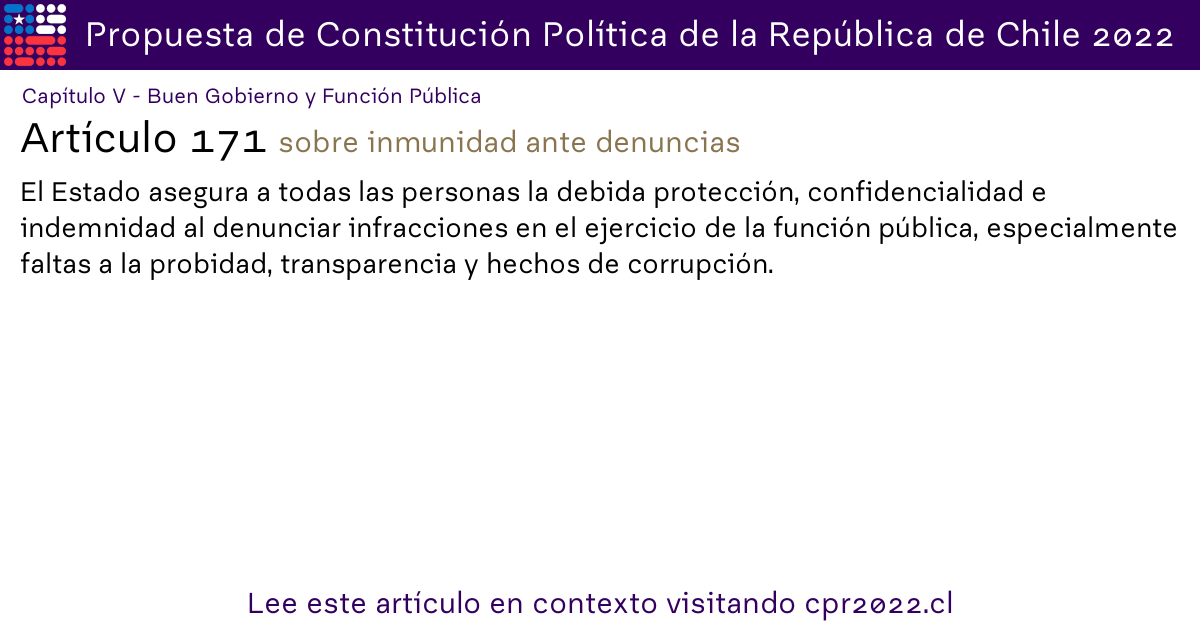 Propuesta de Constitución Política de la República de Chile 2022
Capítulo V - Buen Gobierno y Función Pública
Artículo 171 sobre inmunidad ante denuncias
El Estado asegura a todas las personas la debida protección, confidencialidad e
indemnidad al denunciar infracciones en el ejercicio de la función pública, especialmente
faltas a la probidad, transparencia y hechos de corrupción.
Lee este artículo en contexto visitando cpr2022.cl